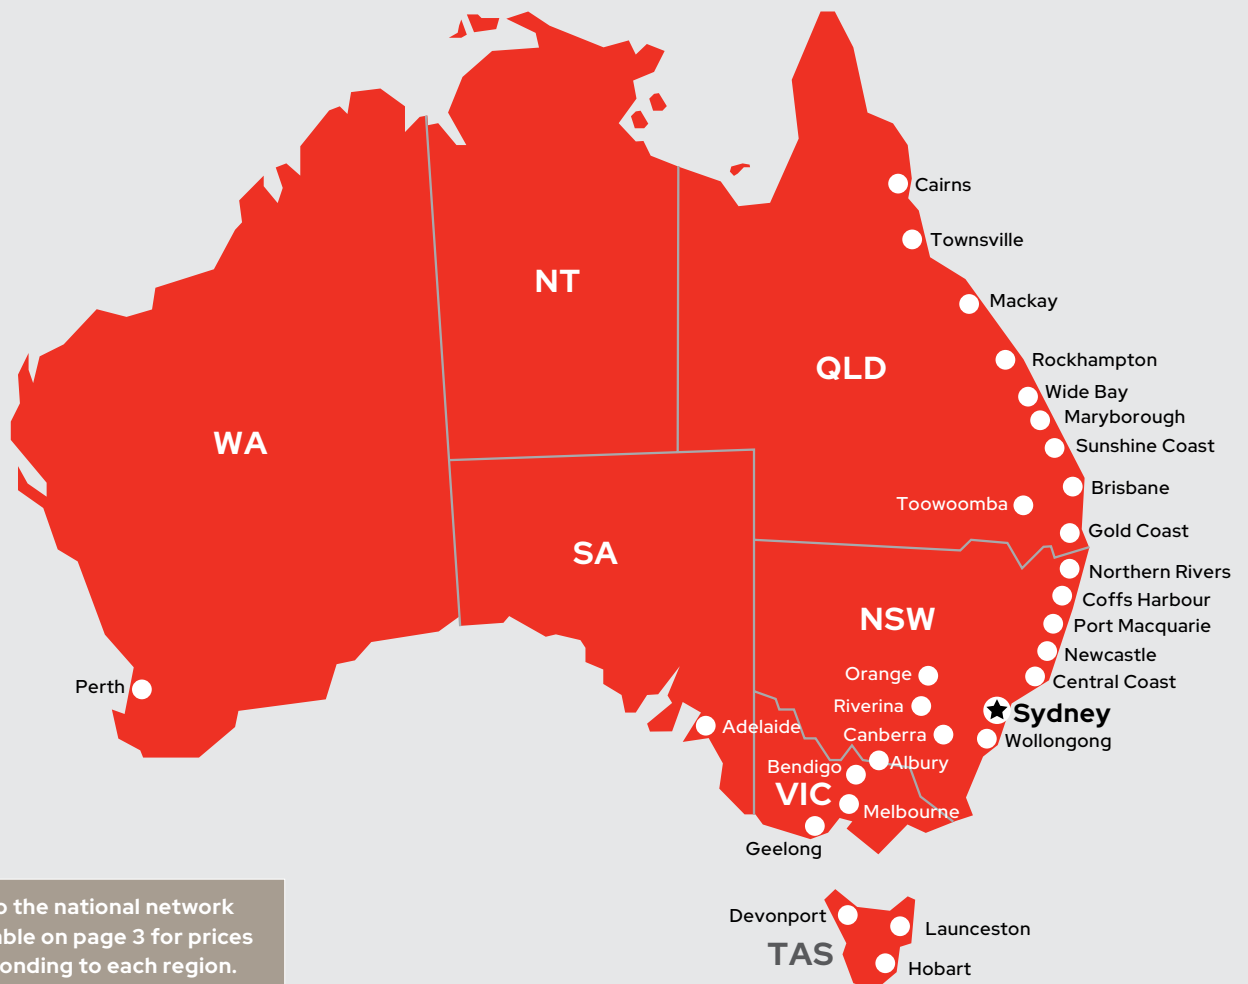 Cairns
Townsville
NT
Mackay
Rockhampton
QLD
Wide Bay
Maryborough
WA
Sunshine Coast
Brisbane
Toowoomba
Gold Coast
SA
Northern Rivers
Coffs Harbour
NSW
Port Macquarie
Newcastle
Orange
Central Coast
Perth
Riverina
Sydney
Adelaide
Canberra
Wollongong
Albury
Bendigo
VIC
Melbourne
Geelong
the national network
on page 3 for prices
to each region.
Devonport
Launceston
TAS
Hobart